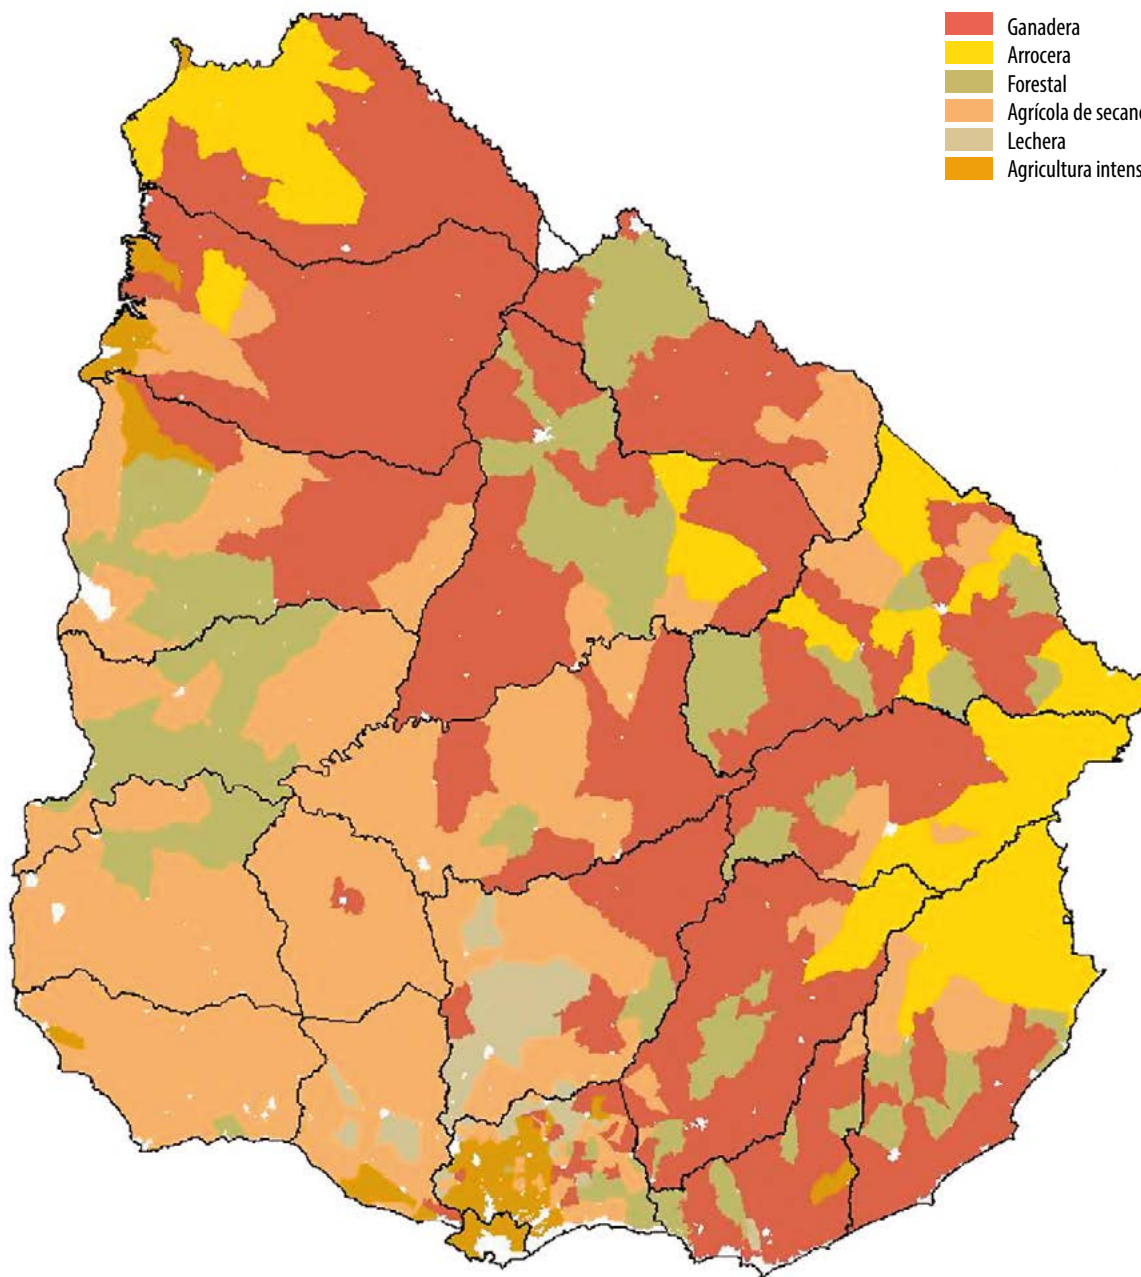 Ganadera
Arrocera
Forestal
Agrícola de secano
Lechera
Agricultura intens